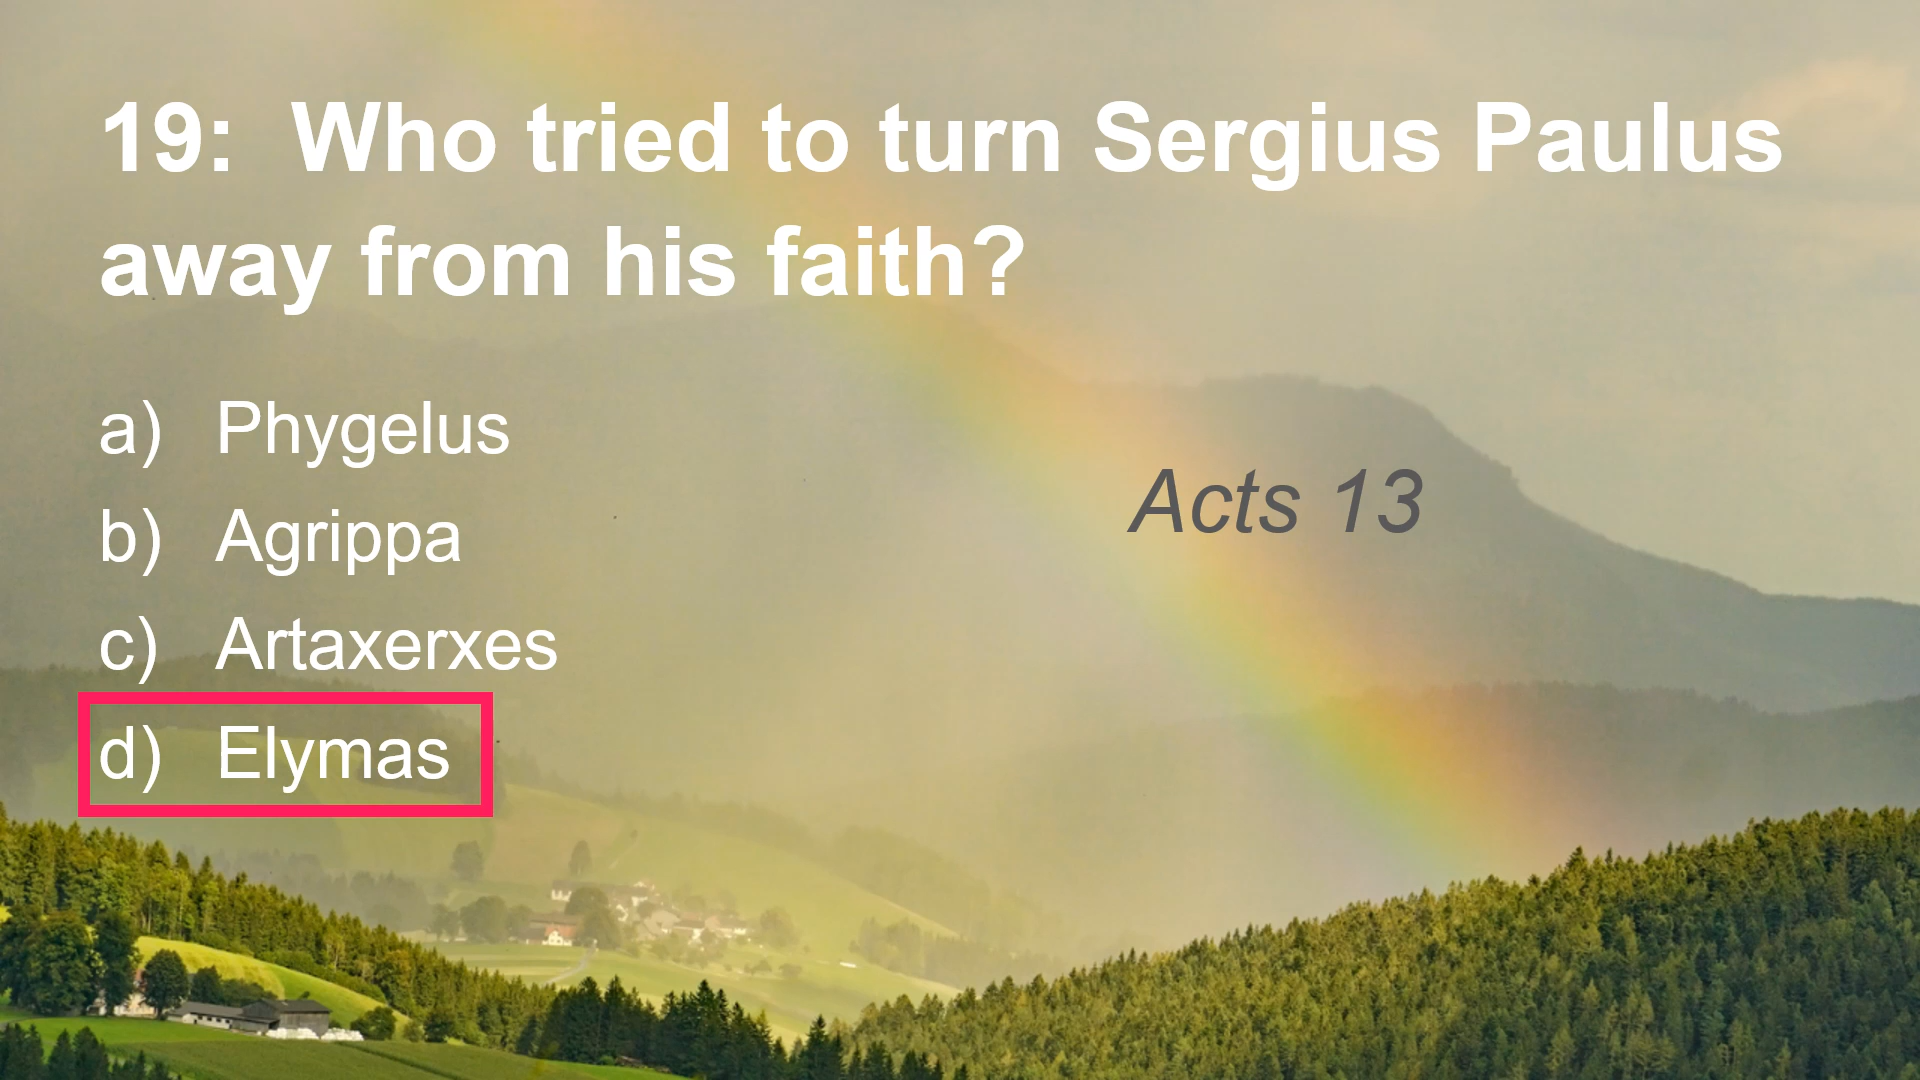 19:  Who tried to turn Sergius Paulus
away from his faith?
a) Phygelus
b) Agrippa
Acts 13
c) Artaxerxes
d) Elymas